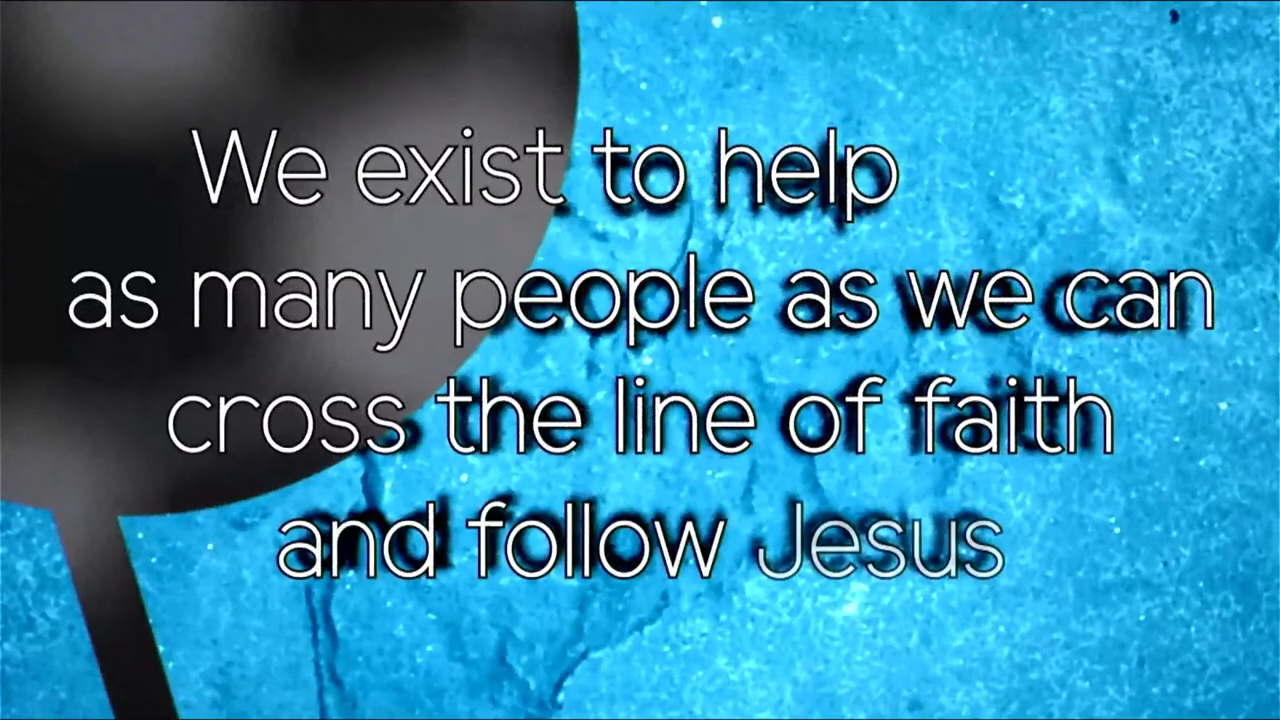 We exist to help
as many people as we can
cross the line of faith
and follow Jesus